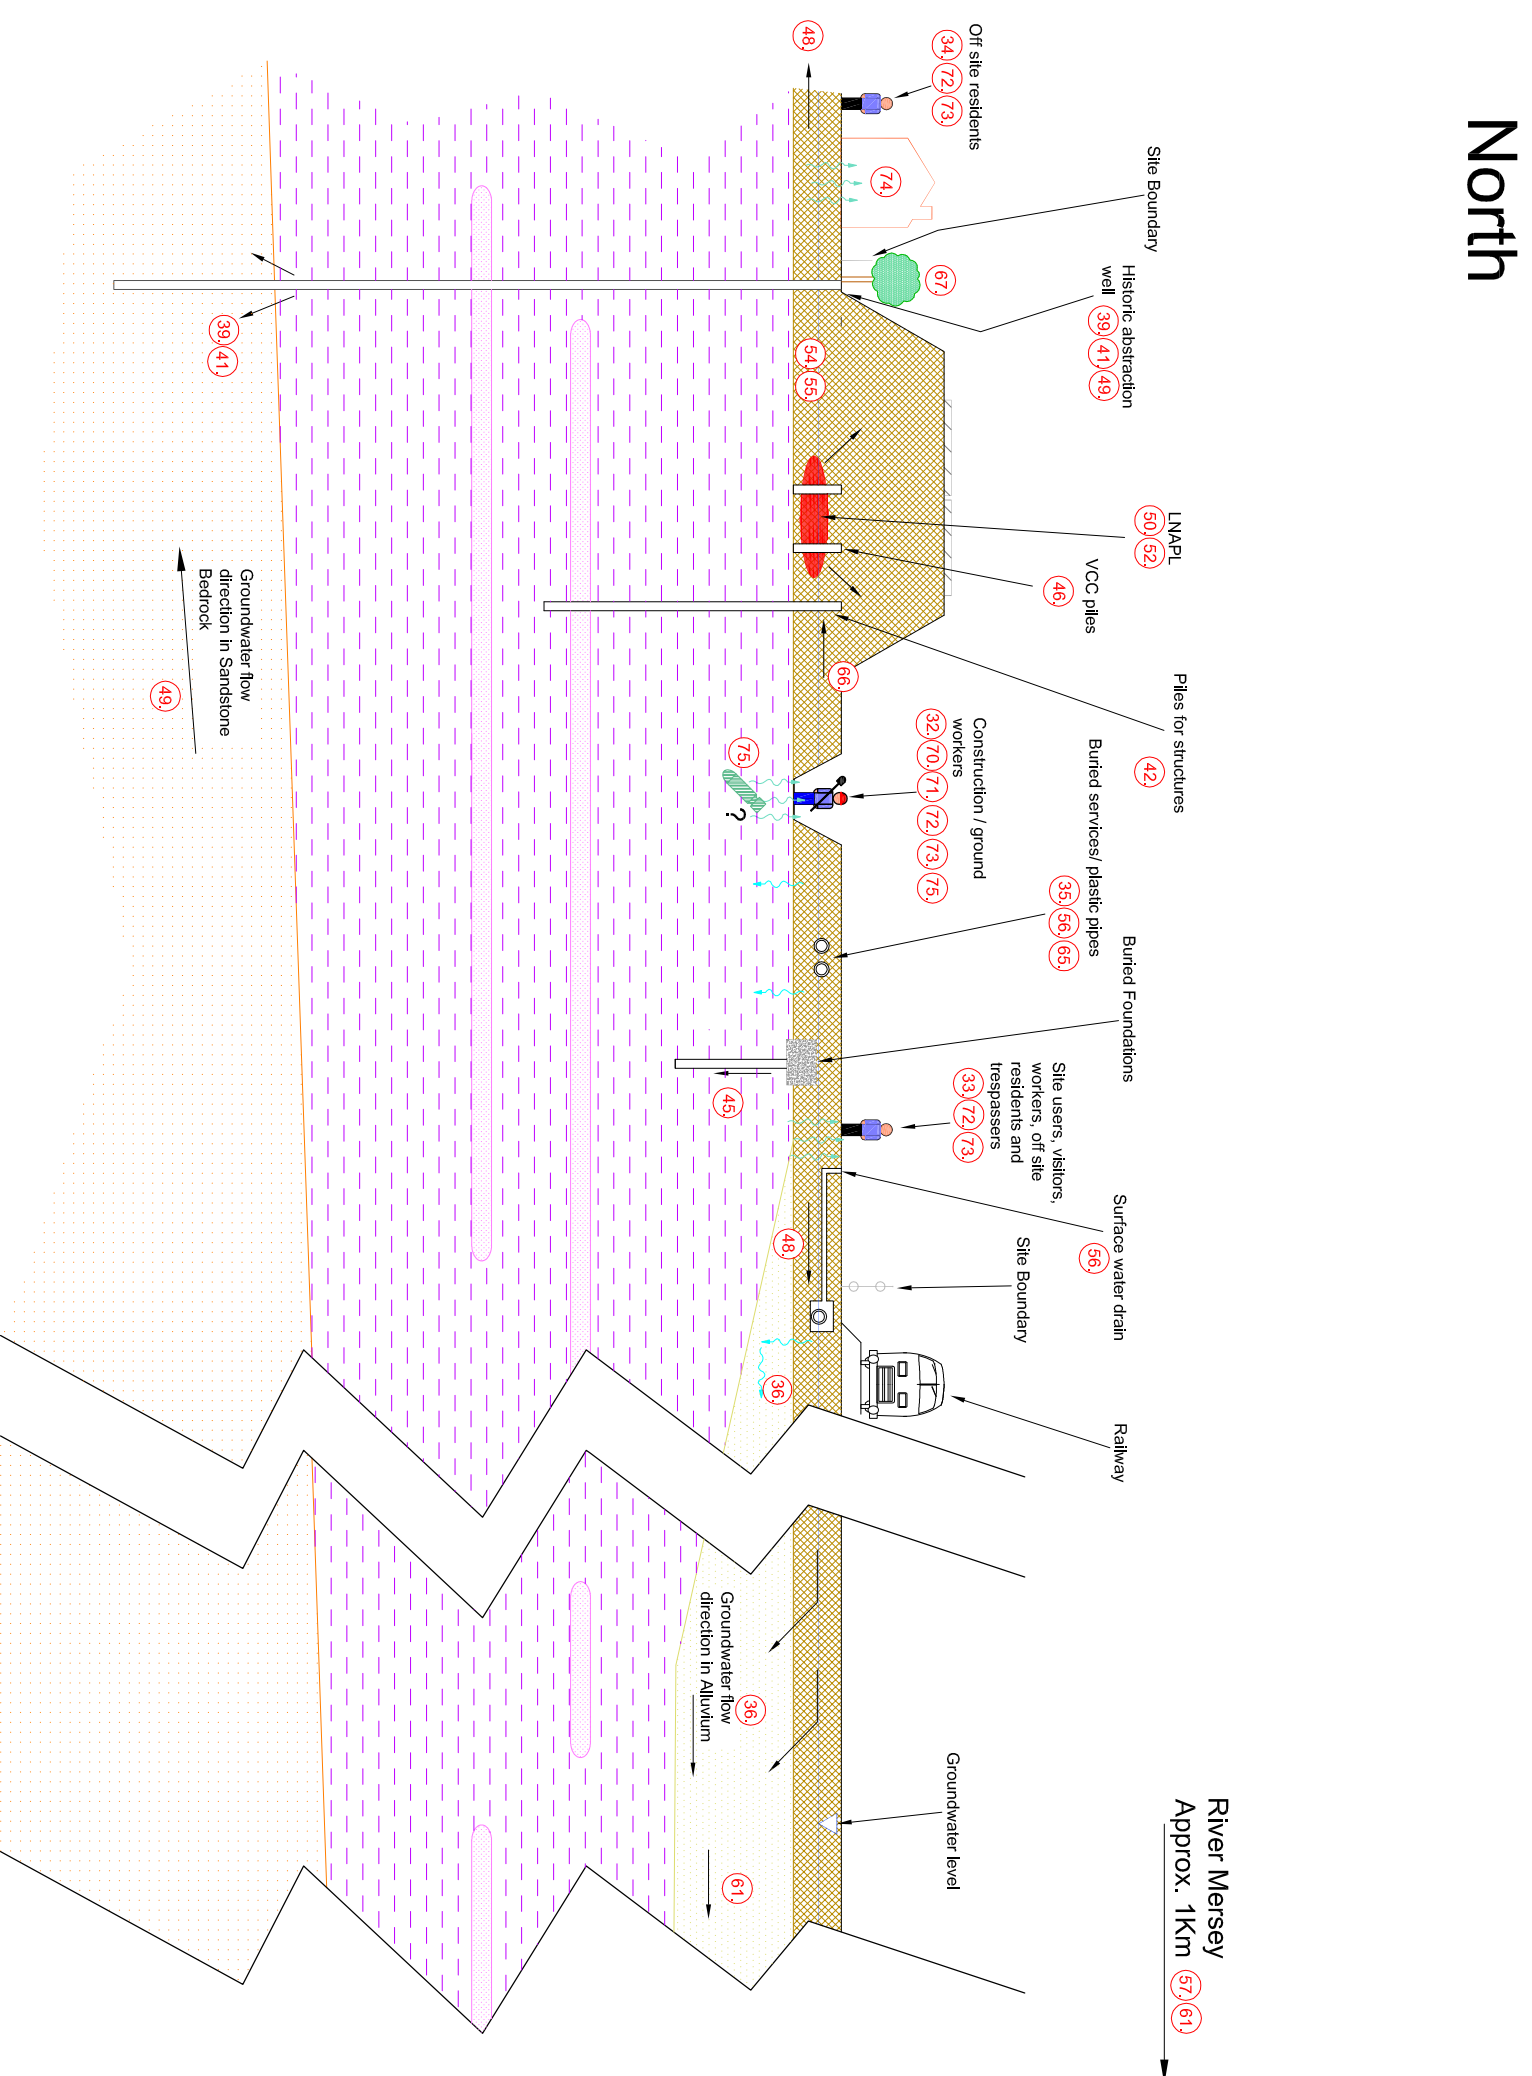 North
River Mersey
Approx. 1Km 57. 61.
Site Boundary
Historic abstraction
well 39. 41. 49.
LNAPL
50. 52.
VCC piles
46.
Piles for structures
42.
Buried services/ plastic pipes
35. 56. 65.
Buried Foundations
Surface water drain
56.
Site Boundary
Railway
Off site residents
34. 72. 73.
Construction / ground
workers
32. 70. 71. 72. 73. 75.
Site users, visitors,
workers, off site
residents and
trespassers
33. 72. 73.
Groundwater level
67.
74.
48.
54. 55.
66.
75.
?
45.
48.
36.
36.
Groundwater flow
direction in Alluvium
61.
39. 41.
Groundwater flow
direction in Sandstone
Bedrock
49.